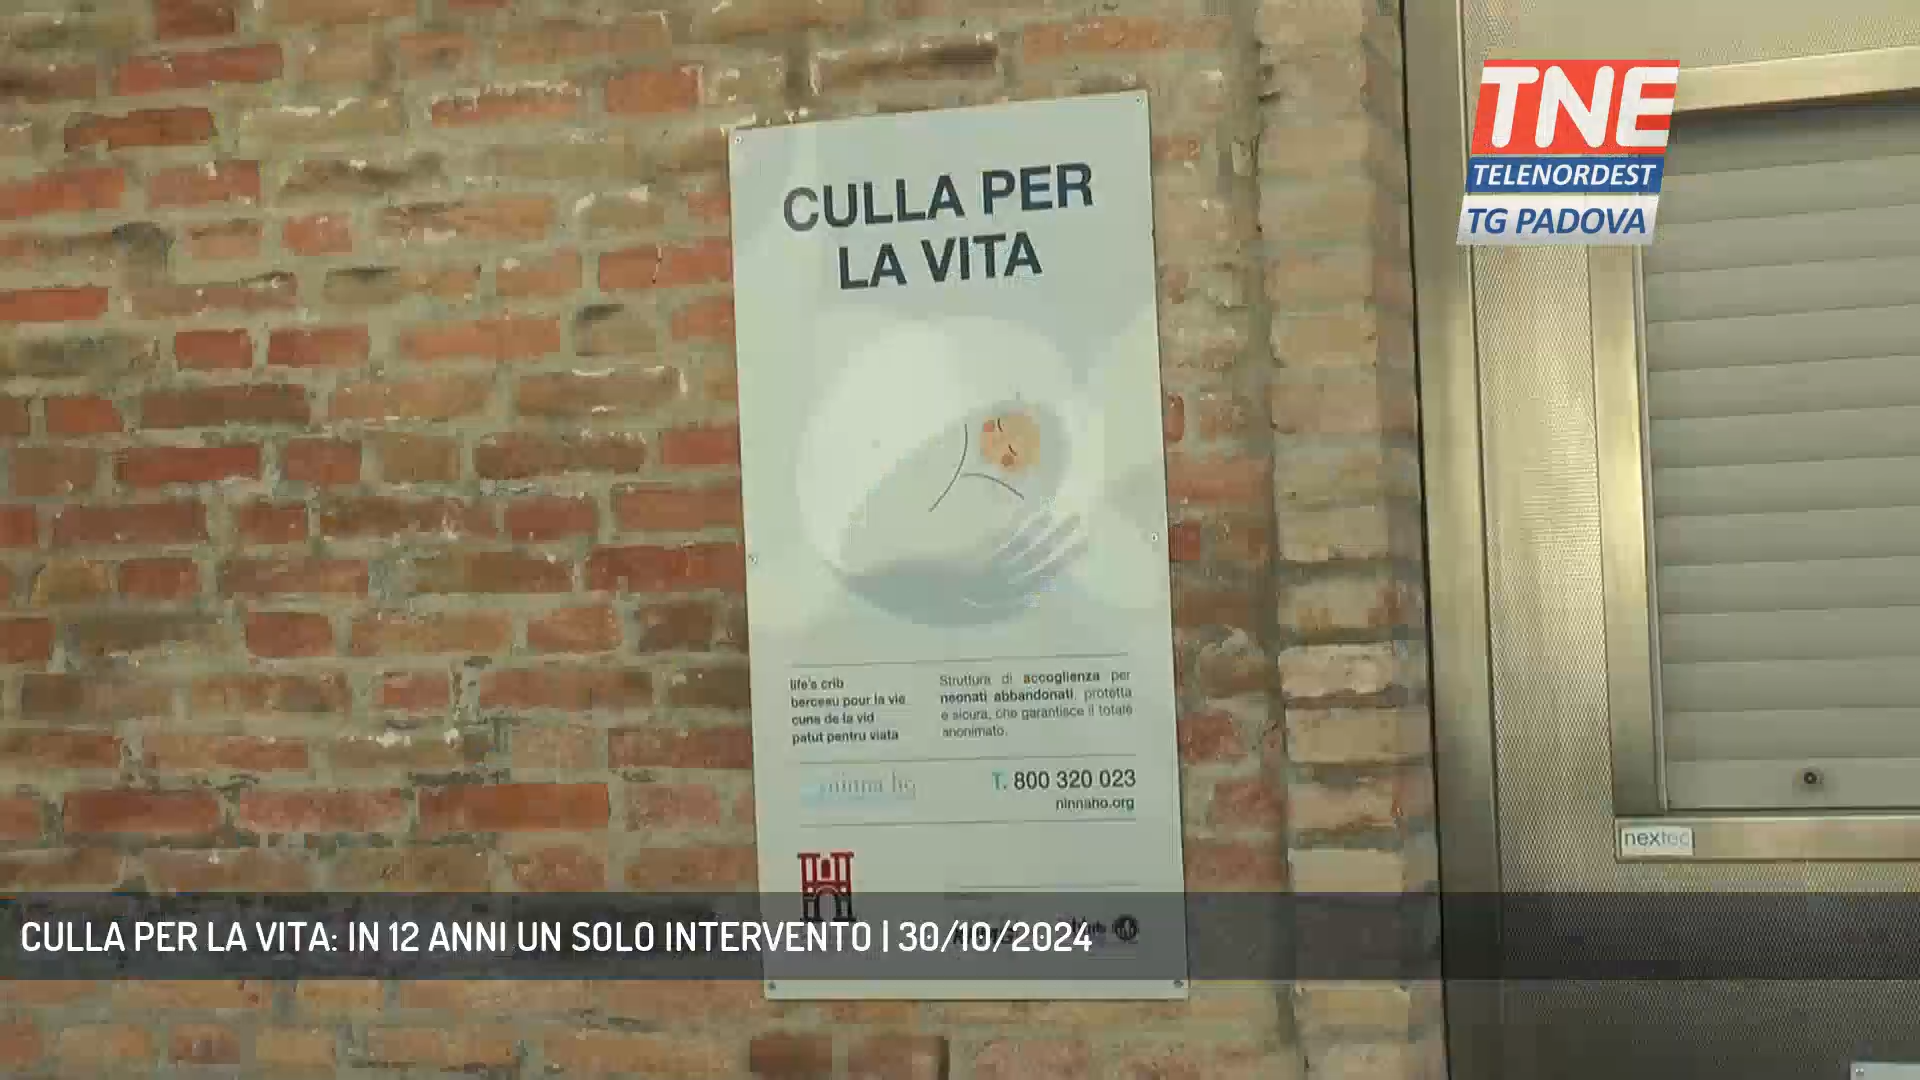 TNE
TELENORDEST
TG PADOVA
CULLA PER
LA VITA
life's crib
berceau pour la vie
cuna de la vid
patut pentru viata
Struttura di accoglienza per
neonati abbandonati, protetta
e sicura, che garantisce il totale
anonimato.
ninna ho
T. 800 320 023
ninnaho.org
nextec
CULLA PER LA VITA: IN 12 ANNI UN SOLO INTERVENTO | 30/10/2024